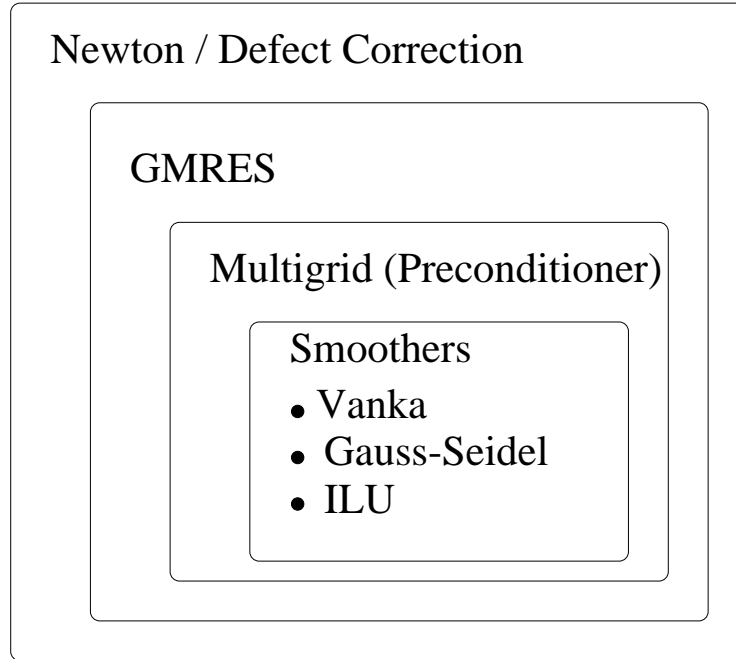 Newton / Defect Correction
GMRES
Multigrid (Preconditioner)
Smoothers
• Vanka
• Gauss-Seidel
• ILU